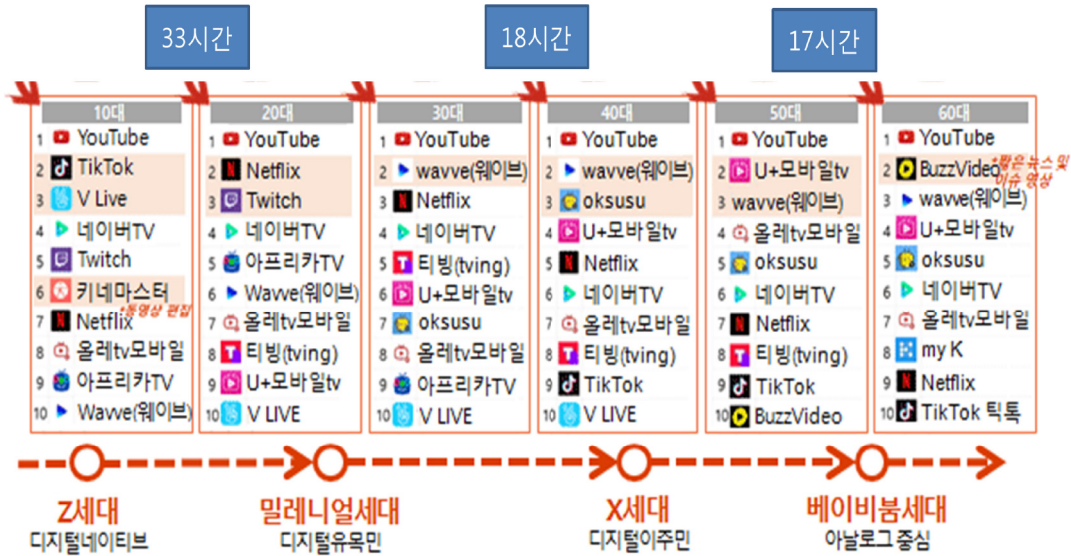 33시간
18시간
17시간
10대
1 YouTube
2 TikTok
3 V Live
4 네이버TV
5 Twitch
6 키네마스터
*동영상 편집
7 Netflix
8 올레tv모바일
9 아프리카TV
10 Wavve(웨이브)
20대
1 YouTube
2 Netflix
3 Twitch
4 네이버TV
5 아프리카TV
6 Wavve(웨이브)
7 올레tv모바일
8 티빙(tving)
9 U+모바일tv
10 V LIVE
30대
1 YouTube
2 wavve(웨이브)
3 Netflix
4 네이버TV
5 티빙(tving)
6 U+모바일tv
7 oksusu
8 올레tv모바일
9 아프리카TV
10 V LIVE
40대
1 YouTube
2 wavve(웨이브)
3 oksusu
4 U+모바일tv
5 Netflix
6 네이버TV
7 올레tv모바일
8 티빙(tving)
9 TikTok
10 V LIVE
50대
1 YouTube
2 U+모바일tv
3 wavve(웨이브)
4 올레tv모바일
5 oksusu
6 네이버TV
7 Netflix
8 티빙(tving)
9 TikTok
10 BuzzVideo
60대
1 YouTube
2 BuzzVideo
*짧은 뉴스 및
이슈 영상
3 wavve(웨이브)
4 U+모바일tv
5 oksusu
6 네이버TV
7 올레tv모바일
8 my K
9 Netflix
10 TikTok 틱톡
Z세대
디지털네이티브
밀레니얼세대
디지털유목민
X세대
디지털이주민
베이비붐세대
아날로그 중심